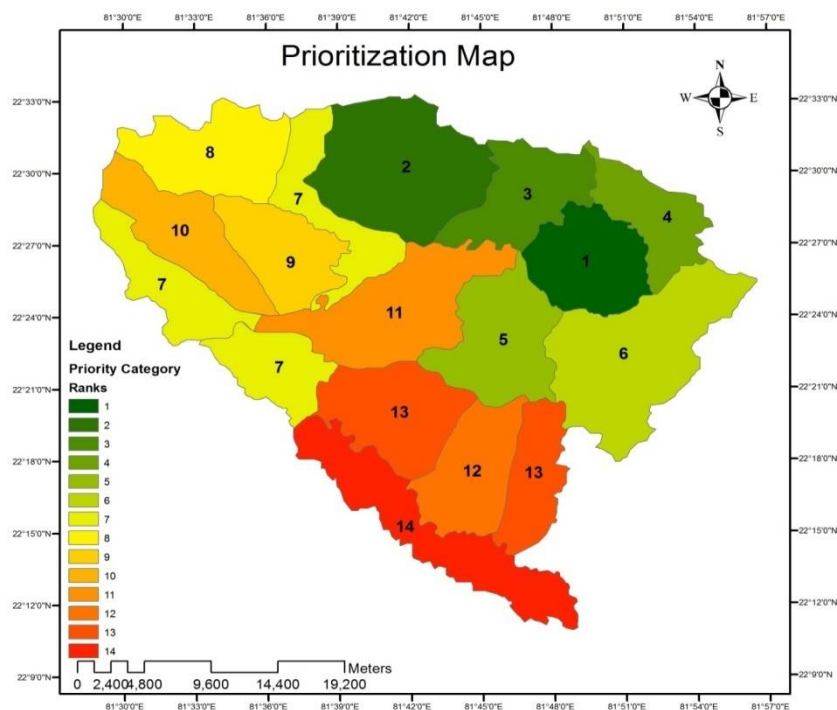 81°30'0"E 81°33'0"E 81°36'0"E 81°39'0"E 81°42'0"E 81°45'0"E 81°48'0"E 81°51'0"E 81°54'0"E 81°57'0"E
Prioritization Map
N
W E
S
22°33'0"N 22°33'0"N
8
2
22°30'0"N 22°30'0"N
7
3
4
10
22°27'0"N 22°27'0"N
9
1
7
22°24'0"N 22°24'0"N
11
5
6
Legend
7
Priority Category
22°21'0"N 22°21'0"N
Ranks
13
1
2
3
22°18'0"N 22°18'0"N
4
12
13
5
6
7
22°15'0"N 22°15'0"N
14
8
9
10
22°12'0"N 22°12'0"N
11
12
13
14
22°9'0"N 22°9'0"N
Meters
0 2,400 4,800 9,600 14,400 19,200
81°30'0"E 81°33'0"E 81°36'0"E 81°39'0"E 81°42'0"E 81°45'0"E 81°48'0"E 81°51'0"E 81°54'0"E 81°57'0"E